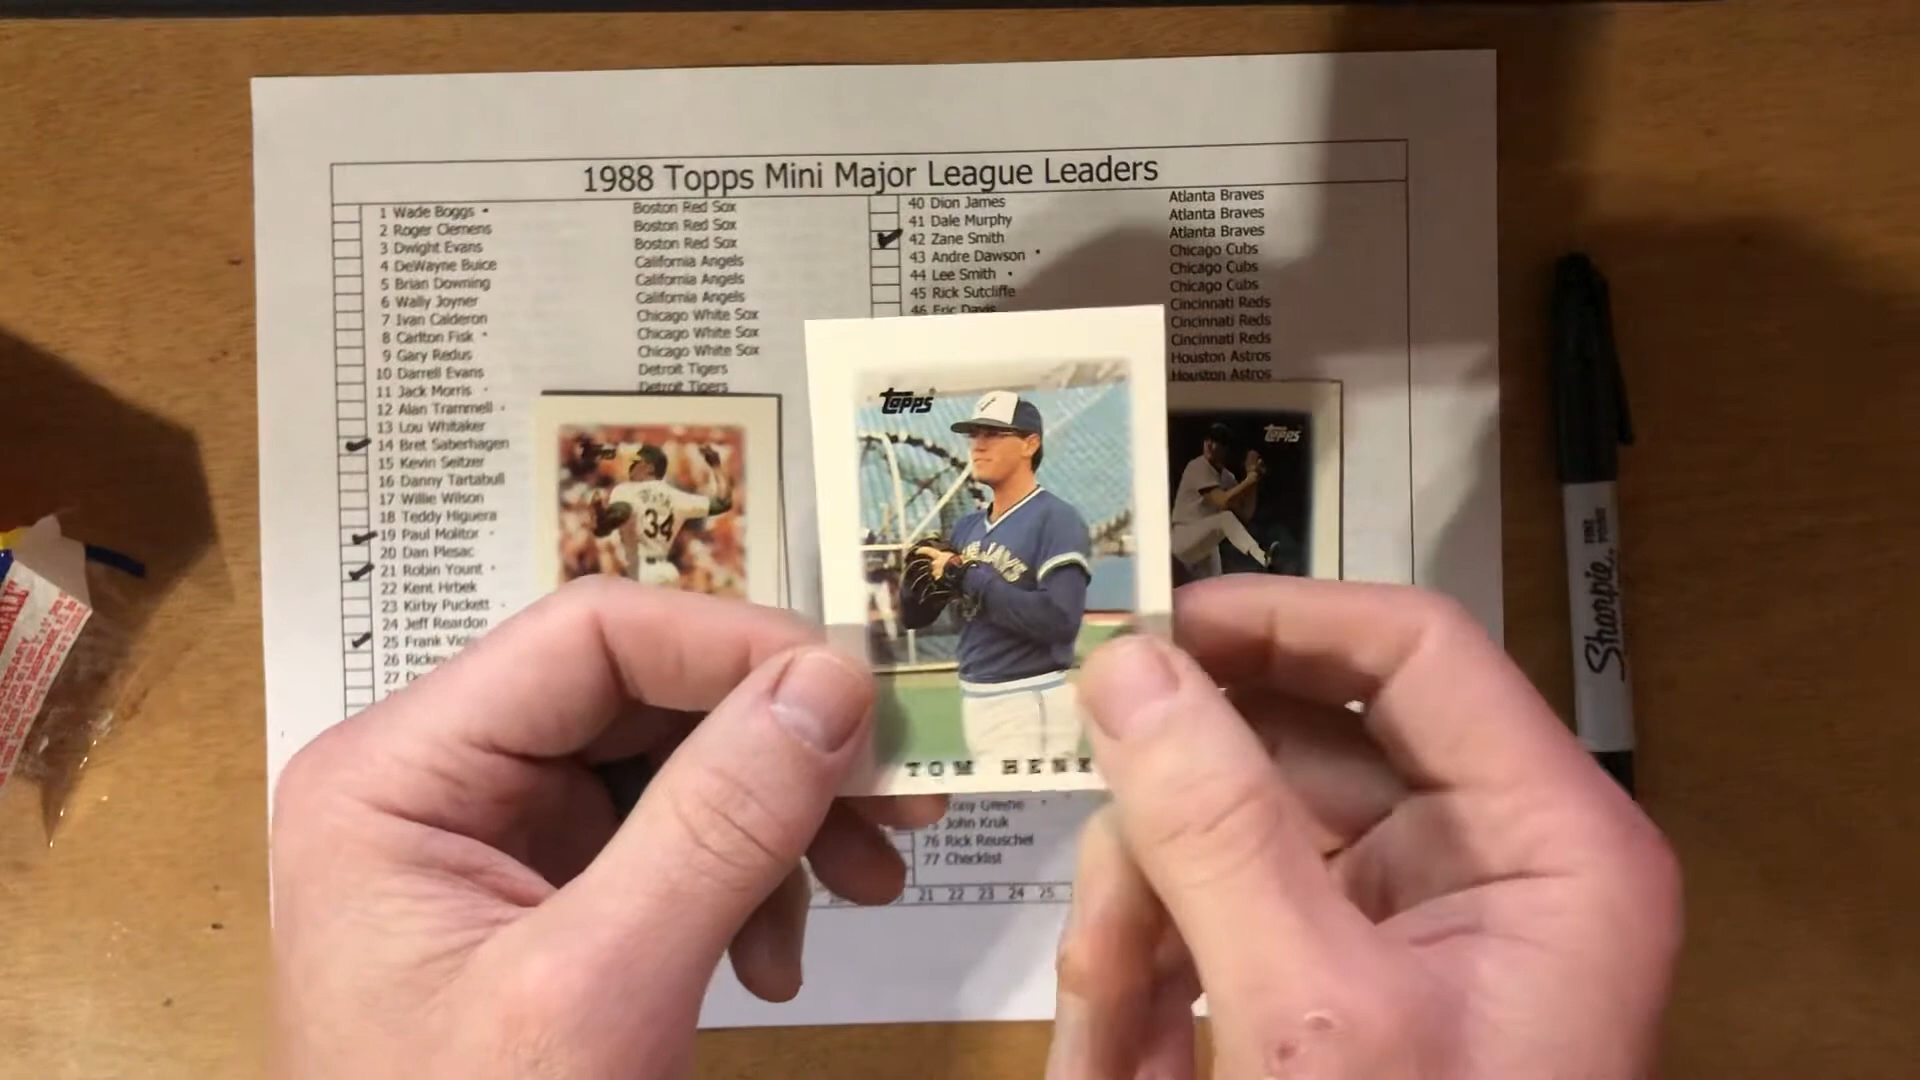 1988 Topps Mini Major League Leaders
1 Wade Boggs • Boston Red Sox
2 Roger Clemens Boston Red Sox
3 Dwight Evans Boston Red Sox
4 DeWayne Buice California Angels
5 Brian Downing California Angels
6 Wally Joyner California Angels
7 Ivan Calderon Chicago White Sox
8 Carlton Fisk • Chicago White Sox
9 Gary Redus Chicago White Sox
10 Darrell Evans Detroit Tigers
11 Jack Morris • Detroit Tigers
12 Alan Trammell •
13 Lou Whitaker
14 Bret Saberhagen
15 Kevin Seitzer
16 Danny Tartabull
17 Willie Wilson
18 Teddy Higuera
19 Paul Molitor •
20 Dan Plesac
21 Robin Yount •
22 Kent Hrbek
23 Kirby Puckett •
24 Jeff Reardon
25 Frank
26
27
40 Dion James Atlanta Braves
41 Dale Murphy Atlanta Braves
42 Zane Smith Atlanta Braves
43 Andre Dawson • Chicago Cubs
44 Lee Smith • Chicago Cubs
45 Rick Sutcliffe Chicago Cubs
46 Eric Davis Cincinnati Reds
Cincinnati Reds
Cincinnati Reds
Houston Astros
Houston Astros
John Kruk
76 Rick Reuschel
77 Checklist
21 22 23 24 25
34
Topps
JAYS
TOM HENK
Topps
Sharpie
FINE POINT